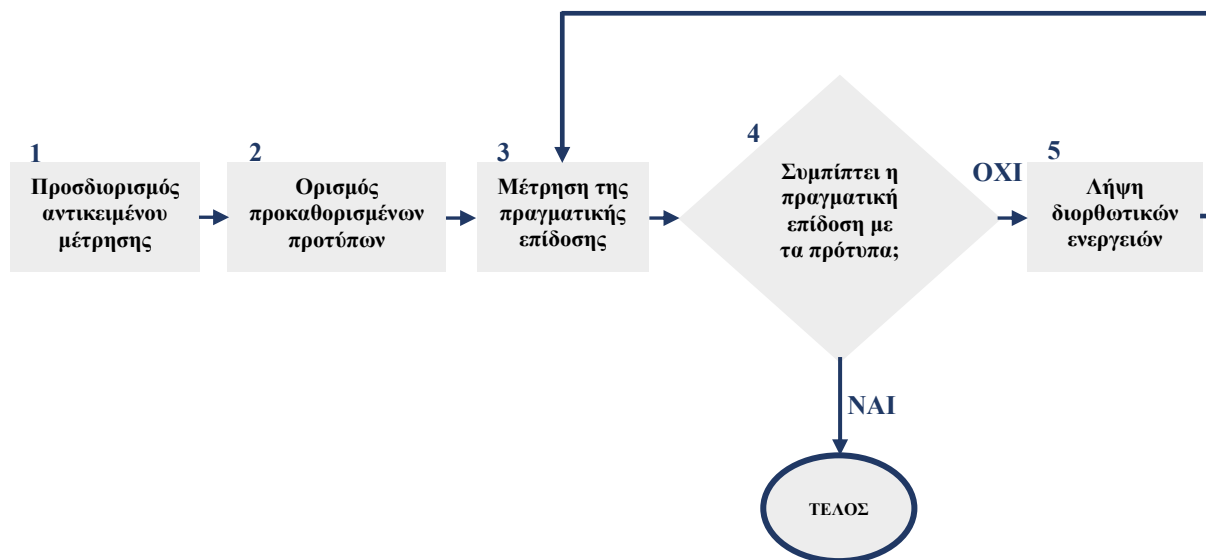 1
Προσδιορισμός
αντικειμένου
μέτρησης
2
Ορισμός
προκαθορισμένων
προτύπων
3
Μέτρηση της
πραγματικής
επίδοσης
4
Συμπίπτει η
πραγματική
επίδοση με
τα πρότυπα;
ΟΧΙ
5
Λήψη
διορθωτικών
ενεργειών
ΝΑΙ
ΤΕΛΟΣ